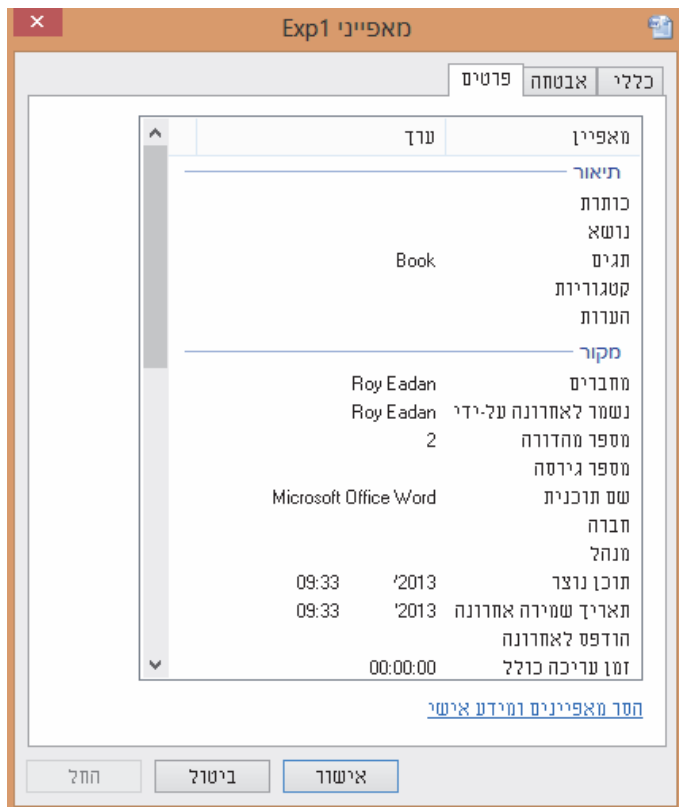 מאפייני Exp1
כללי אבטחה פרטים
מאפיין ערך
תיאור
כותרת
נושא
תגים Book
קטגוריות
הערות
מקור
מחברים Roy Eadan
נשמר לאחרונה על-ידי Roy Eadan
מספר מהדורה 2
מספר גירסה
שם תוכנית Microsoft Office Word
חברה
מנהל
תוכן נוצר '2013 09:33
תאריך שמירה אחרונה '2013 09:33
הודפס לאחרונה
זמן עריכה כולל 00:00:00
הסר מאפיינים ומידע אישי
אישור ביטול החל